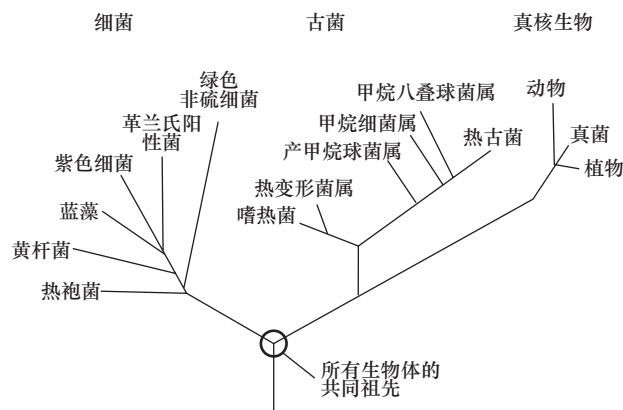 细菌
古菌
真核生物
绿色
非硫细菌
革兰氏阳
性菌
紫色细菌
蓝藻
黄杆菌
热袍菌
甲烷八叠球菌属
甲烷细菌属
产甲烷球菌属
热古菌
热变形菌属
嗜热菌
动物
真菌
植物
所有生物体的
共同祖先